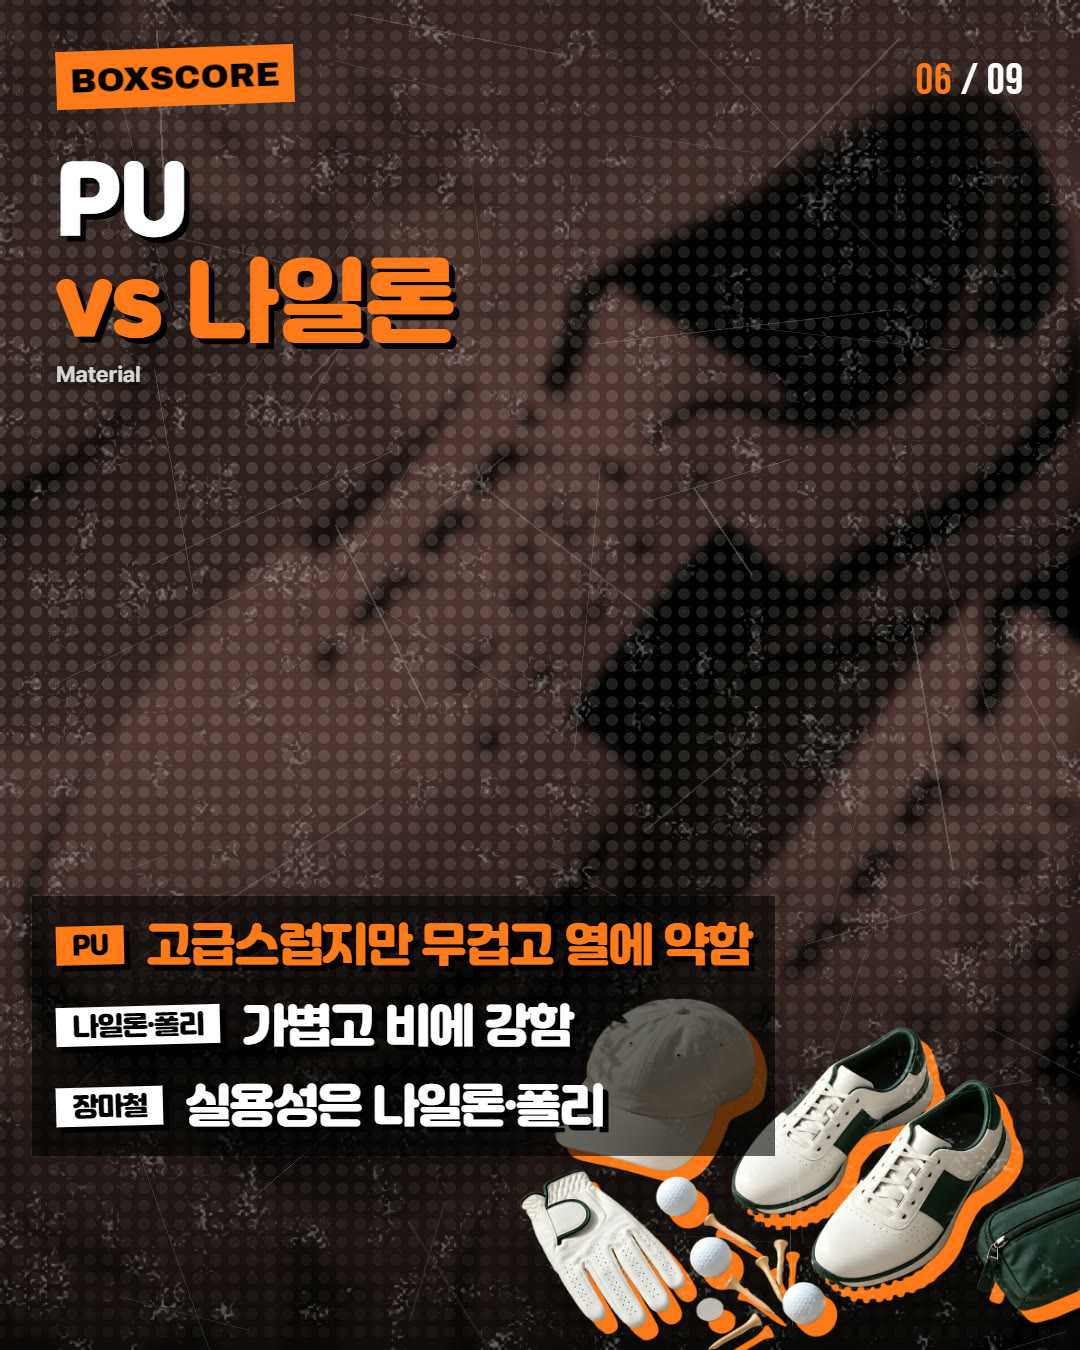 BOXSCORE
06 / 09
PU
vs 나일론
Material
PU 고급스럽지만 무겁고 열에 약함
나일론·폴리 가볍고 비에 강함
장마철 실용성은 나일론·폴리